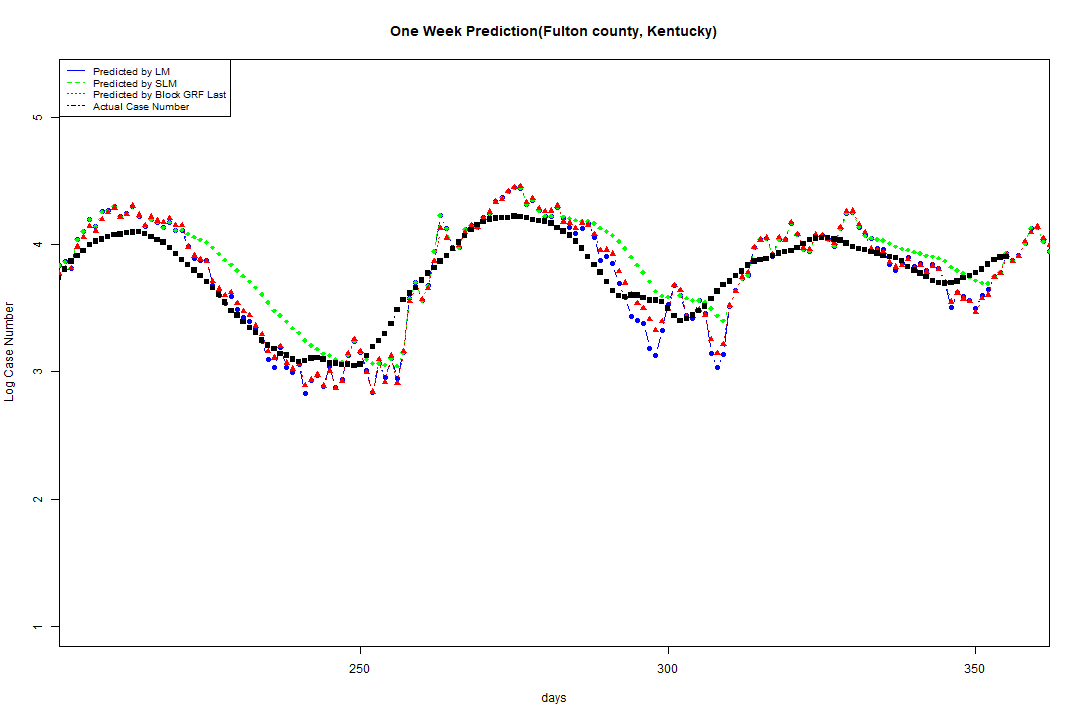 One Week Prediction(Fulton county, Kentucky)
Predicted by LM
Predicted by SLM
Predicted by Block GRF Last
Actual Case Number
5
4
3
2
1
Log Case Number
250
300
350
days